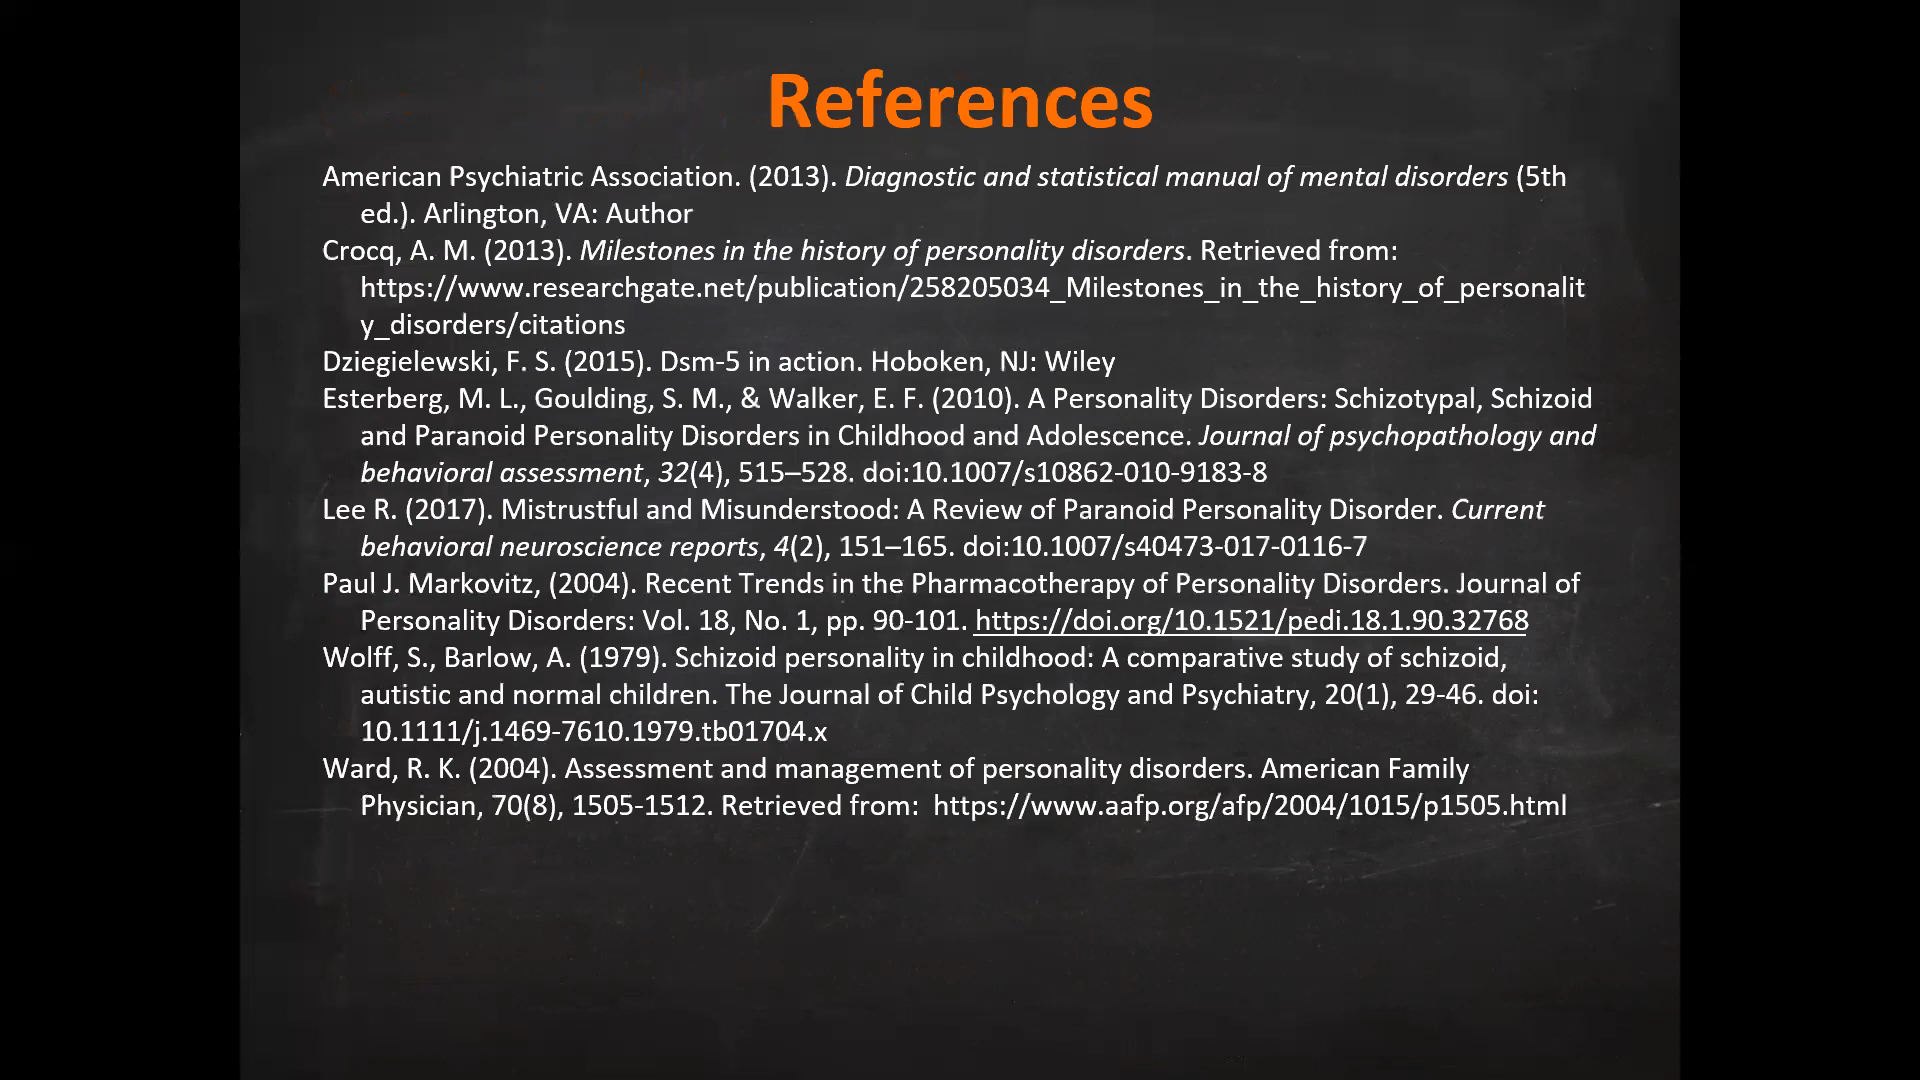 References
American Psychiatric Association. (2013). Diagnostic and statistical manual of mental disorders (5th
ed.). Arlington, VA: Author
Crocq, A. M. (2013). Milestones in the history of personality disorders. Retrieved from:
https://www.researchgate.net/publication/258205034_Milestones_in_the_history_of_personalit
y_disorders/citations
Dziegielewski, F. S. (2015). Dsm-5 in action. Hoboken, NJ: Wiley
Esterberg, M. L., Goulding, S. M., & Walker, E. F. (2010). A Personality Disorders: Schizotypal, Schizoid
and Paranoid Personality Disorders in Childhood and Adolescence. Journal of psychopathology and
behavioral assessment, 32(4), 515–528. doi:10.1007/s10862-010-9183-8
Lee R. (2017). Mistrustful and Misunderstood: A Review of Paranoid Personality Disorder. Current
behavioral neuroscience reports, 4(2), 151–165. doi:10.1007/s40473-017-0116-7
Paul J. Markovitz, (2004). Recent Trends in the Pharmacotherapy of Personality Disorders. Journal of
Personality Disorders: Vol. 18, No. 1, pp. 90-101. https://doi.org/10.1521/pedi.18.1.90.32768
Wolff, S., Barlow, A. (1979). Schizoid personality in childhood: A comparative study of schizoid,
autistic and normal children. The Journal of Child Psychology and Psychiatry, 20(1), 29-46. doi:
10.1111/j.1469-7610.1979.tb01704.x
Ward, R. K. (2004). Assessment and management of personality disorders. American Family
Physician, 70(8), 1505-1512. Retrieved from: https://www.aafp.org/afp/2004/1015/p1505.html